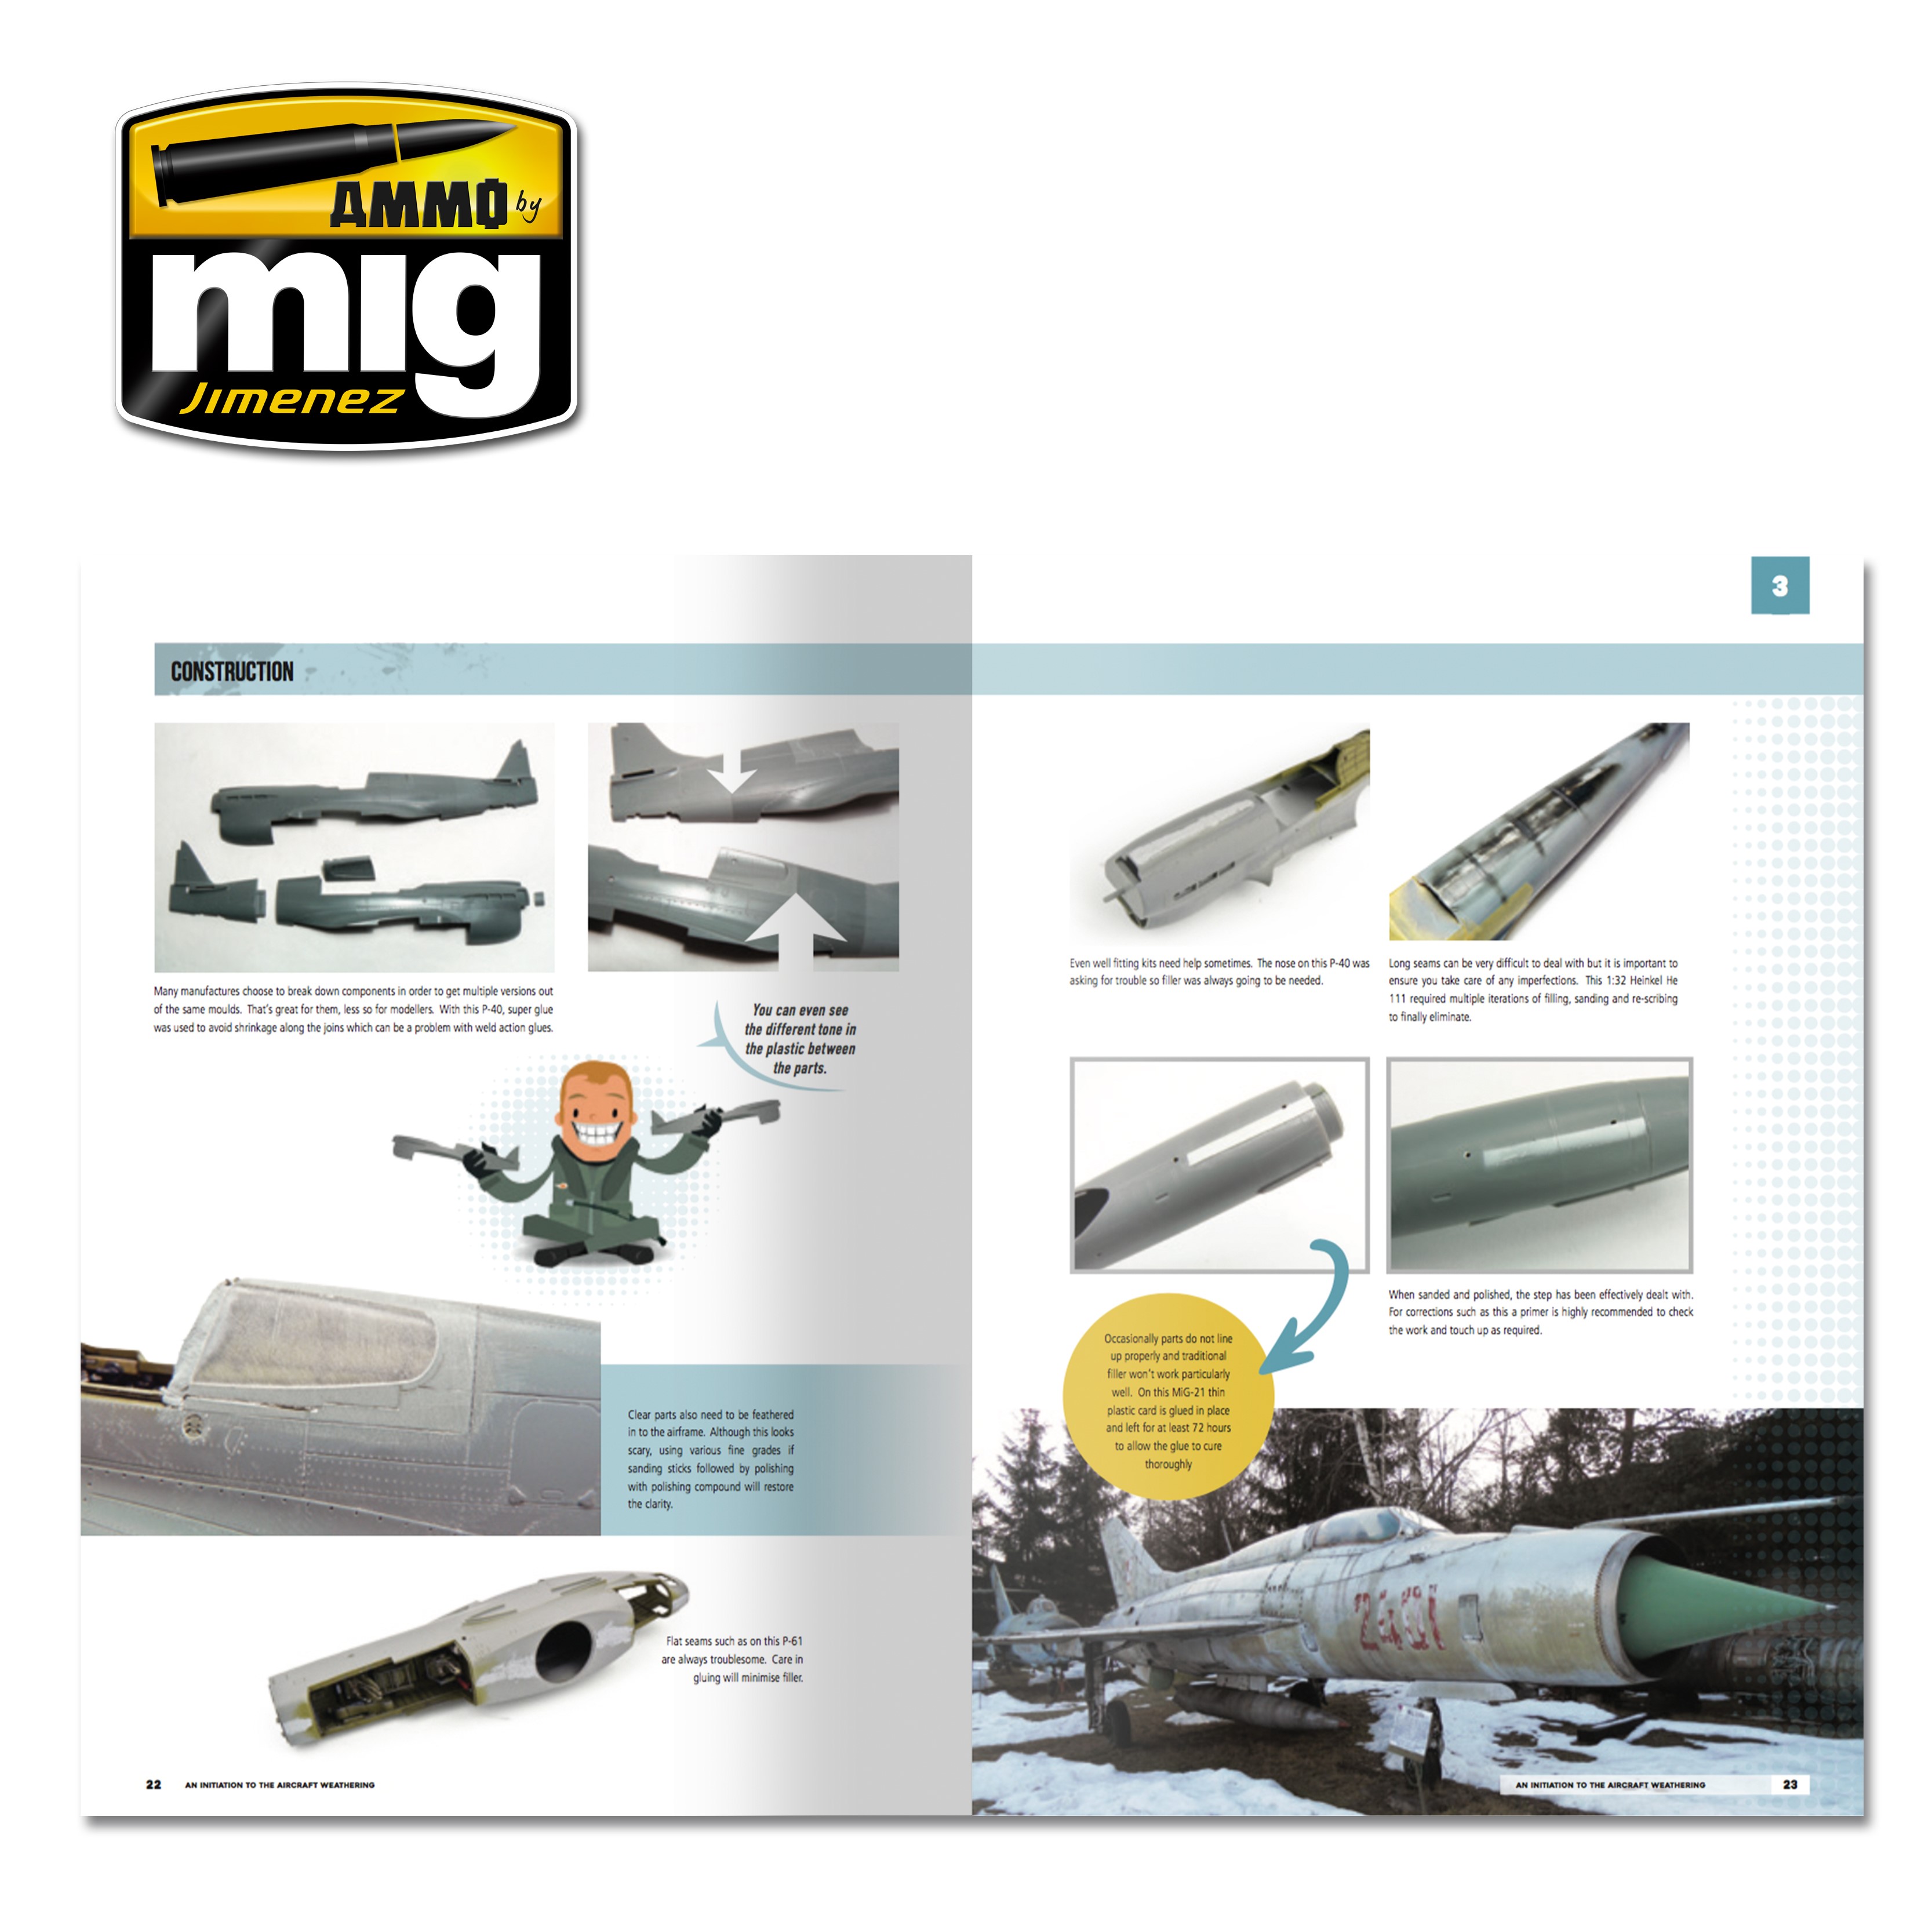 AMMO by
mig
Jimenez
3
CONSTRUCTION
Many manufactures choose to break down components in order to get multiple versions out
of the same moulds. That's great for them, less so for modellers. With this P-40, super glue
was used to avoid shrinkage along the joins which can be a problem with weld action glues.
You can even see
the different tone in
the plastic between
the parts.
Clear parts also need to be feathered
in to the airframe. Although this looks
scary, using various fine grades if
sanding sticks followed by polishing
with polishing compound will restore
the clarity.
Flat seams such as on this P-61
are always troublesome. Care in
gluing will minimise filler.
22 AN INITIATION TO THE AIRCRAFT WEATHERING
Even well fitting kits need help sometimes. The nose on this P-40 was
asking for trouble so filler was always going to be needed.
Long seams can be very difficult to deal with but it is important to
ensure you take care of any imperfections. This 1:32 Heinkel He
111 required multiple iterations of filling, sanding and re-scribing
to finally eliminate.
When sanded and polished, the step has been effectively dealt with.
For corrections such as this a primer is highly recommended to check
the work and touch up as required.
Occasionally parts do not line
up properly and traditional
filler won't work particularly
well. On this MiG-21 thin
plastic card is glued in place
and left for at least 72 hours
to allow the glue to cure
thoroughly
2401
AN INITIATION TO THE AIRCRAFT WEATHERING 23